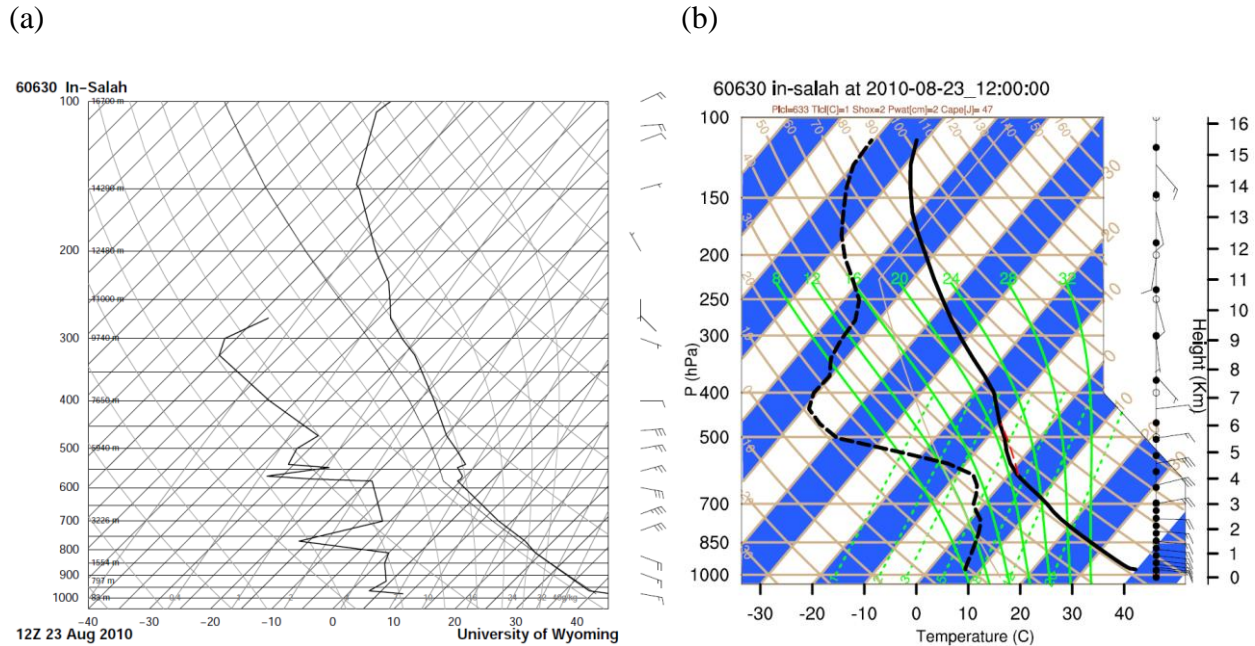 (a)
(b)
60630 In-Salah
100
16700 m
14200 m
200
12480 m
11000 m
300
9740 m
400
7650 m
500
5940 m
600
700
3226 m
800
1554 m
900
797 m
1000
83 m
-40 -30 -20 -10 0 10 20 30 40
12Z 23 Aug 2010
University of Wyoming
60630 in-salah at 2010-08-23_12:00:00
Plcl=633 Tlcl[C]=1 Shox=2 Pwat[cm]=2 Cape[J]= 47
P (hPa)
100
150
200
250
300
400
500
700
850
1000
8 12 16 20 24 28 32
-30 -20 -10 0 10 20 30 40
Temperature (C)
Height (Km)
16
15
14
13
12
11
10
9
8
7
6
5
4
3
2
1
0